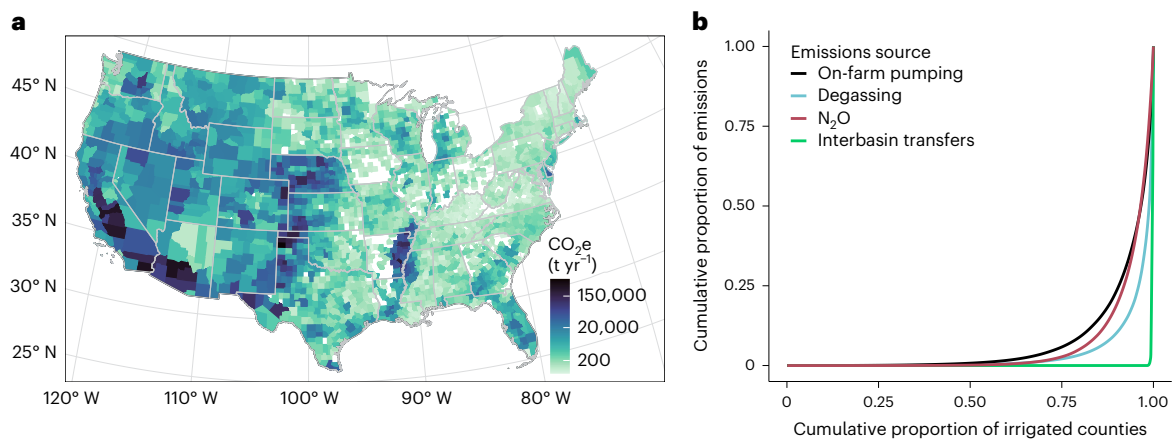 a
45° N
40° N
35° N
30° N
25° N
120° W
110° W
100° W
90° W
80° W
CO₂e
(t yr⁻¹)
150,000
20,000
200
b
1.00
0.75
0.50
0.25
0
Cumulative proportion of emissions
Emissions source
On-farm pumping
Degassing
N₂O
Interbasin transfers
0
0.25
0.50
0.75
1.00
Cumulative proportion of irrigated counties